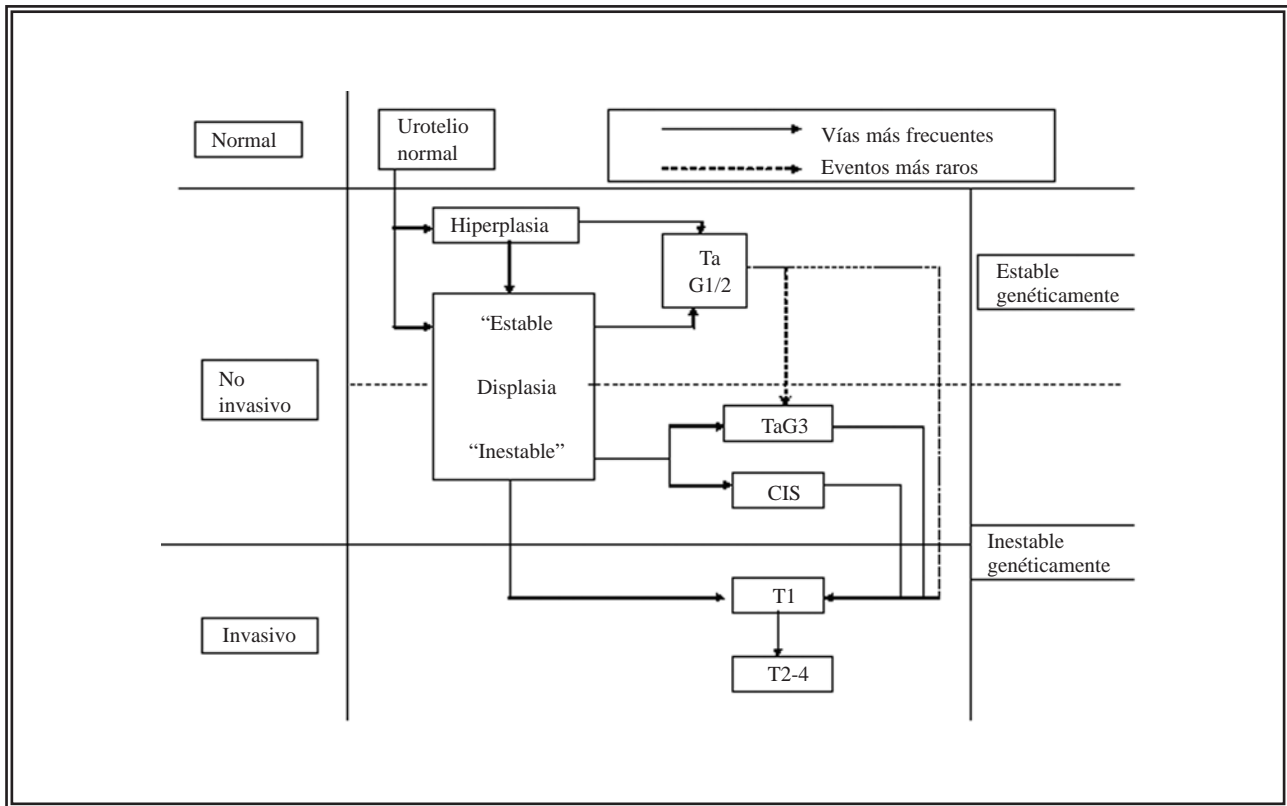 Normal
Urotelio
normal
Vías más frecuentes
Eventos más raros
Hiperplasia
Ta
G1/2
Estable
genéticamente
“Estable
Displasia
“Inestable”
No
invasivo
TaG3
CIS
Inestable
genéticamente
T1
Invasivo
T2-4